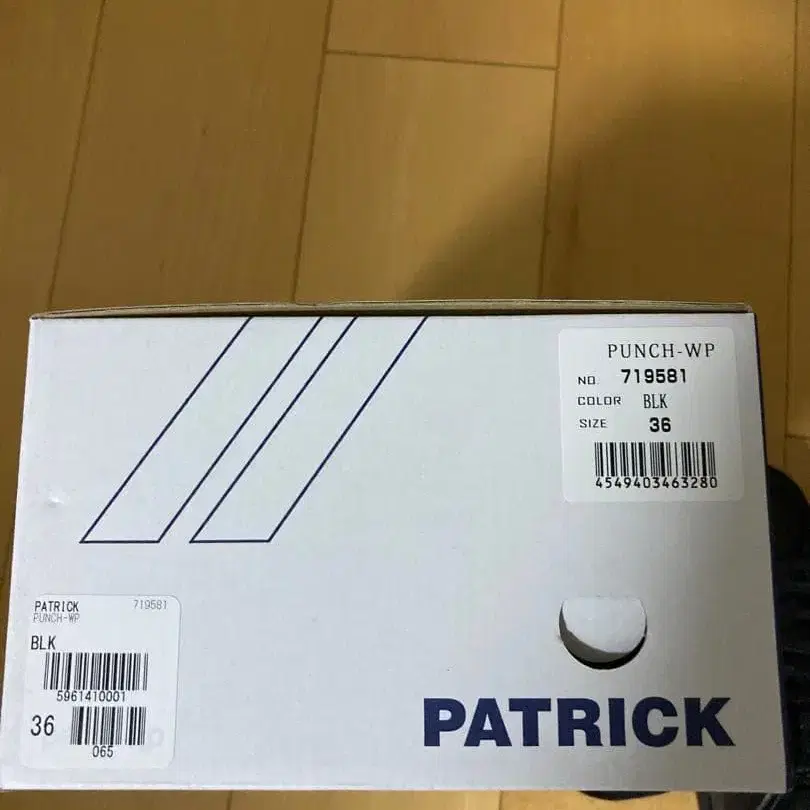 PUNCH-WP
NO. 719581
COLOR BLK
SIZE 36
4549403463280
PATRICK 719581
PUNCH-WP
BLK
5961410001
36
065
PATRICK